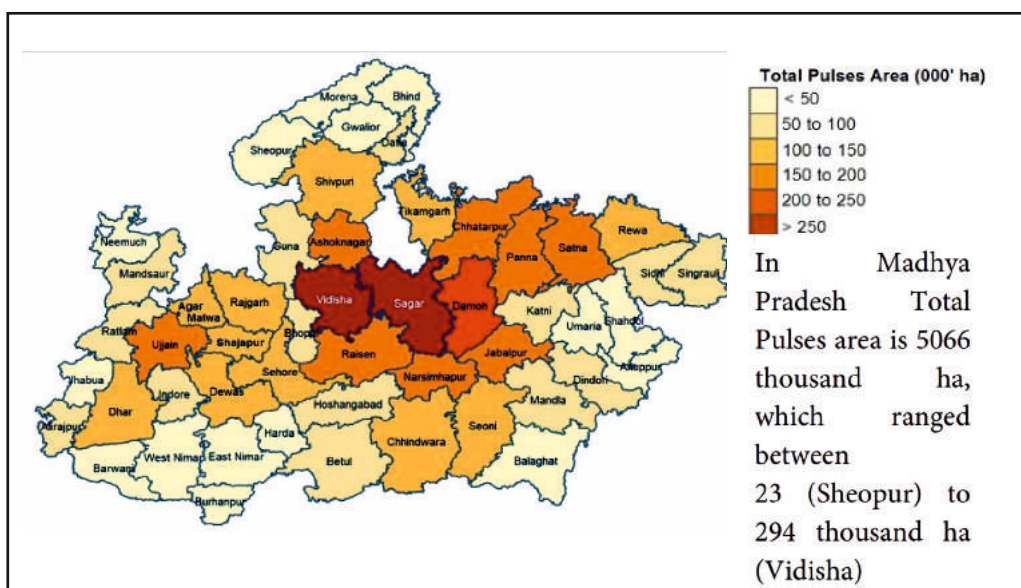 Total Pulses Area (000' ha)
< 50
50 to 100
100 to 150
150 to 200
200 to 250
> 250
In Madhya
Pradesh Total
Pulses area is 5066
thousand ha,
which ranged
between
23 (Sheopur) to
294 thousand ha
(Vidisha)
Morena
Bhind
Gwalior
Sheopur
Datia
Shivpuri
Tikamgarh
Chhatarpur
Rewa
Neemuch
Guna
Ashoknagar
Panna
Satna
Mandsaur
Sidhi
Singrauli
Vidisha
Sagar
Damoh
Agar
Malwa
Rajgarh
Katni
Umaria
Shahdol
Ratlam
Ujjain
Shajapur
Bhopal
Raisen
Jabalpur
Sehore
Narsimhapur
Dindori
Jhabua
Indore
Dewas
Hoshangabad
Mandla
Dhar
Seoni
Harda
Chhindwara
Barwani
West Nimar
East Nimar
Betul
Balaghat
Burhanpur